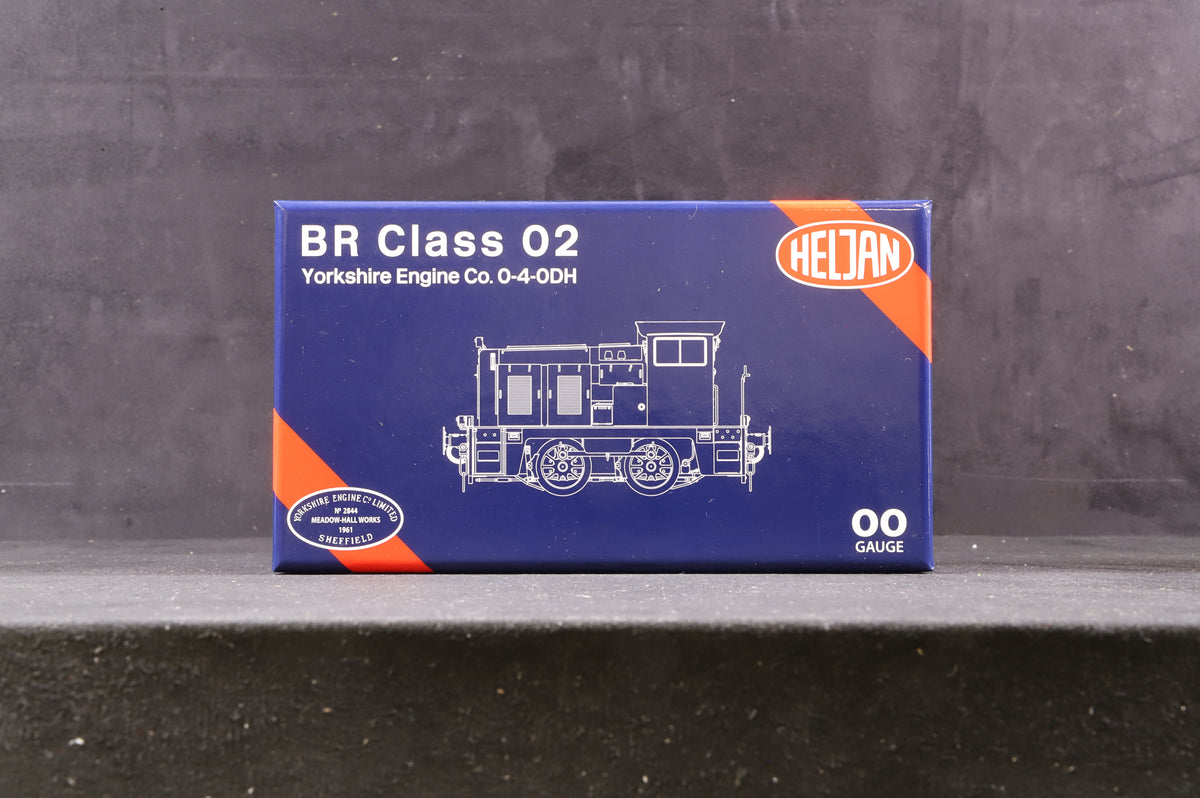 BR Class 02
Yorkshire Engine Co. 0-4-0DH
HELJAN
YORKSHIRE ENGINE Co LIMITED
No 2844
MEADOW-HALL WORKS
1961
SHEFFIELD
OO
GAUGE